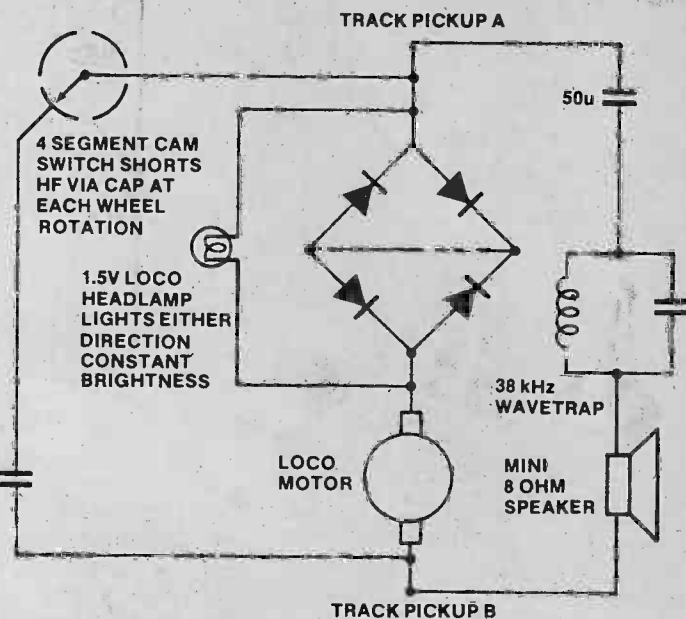 TRACK PICKUP A
50u
4 SEGMENT CAM
SWITCH SHORTS
HF VIA CAP AT
EACH WHEEL
ROTATION
1.5V LOCO
HEADLAMP
LIGHTS EITHER
DIRECTION
CONSTANT
BRIGHTNESS
38 kHz
WAVETRAP
LOCO
MOTOR
MINI
8 OHM
SPEAKER
TRACK PICKUP B